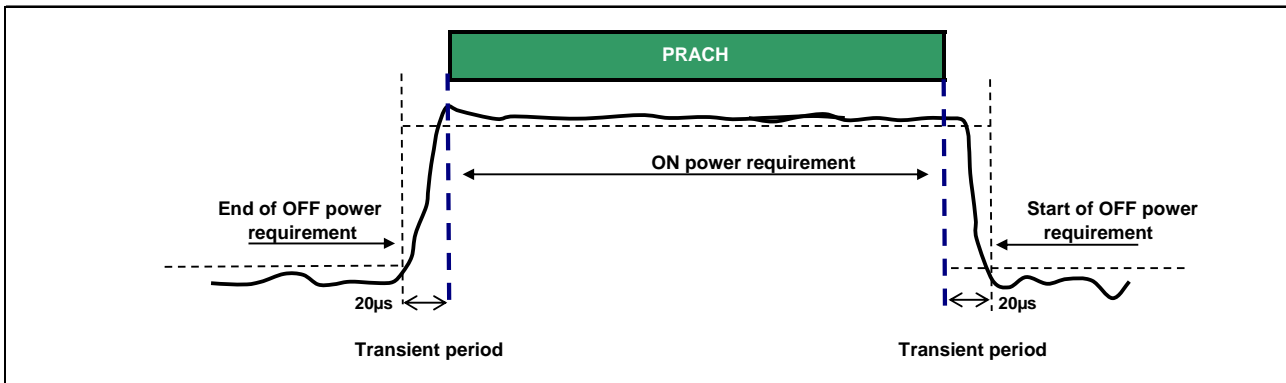 PRACH
ON power requirement
End of OFF power
requirement
Start of OFF power
requirement
20µs
20µs
Transient period
Transient period